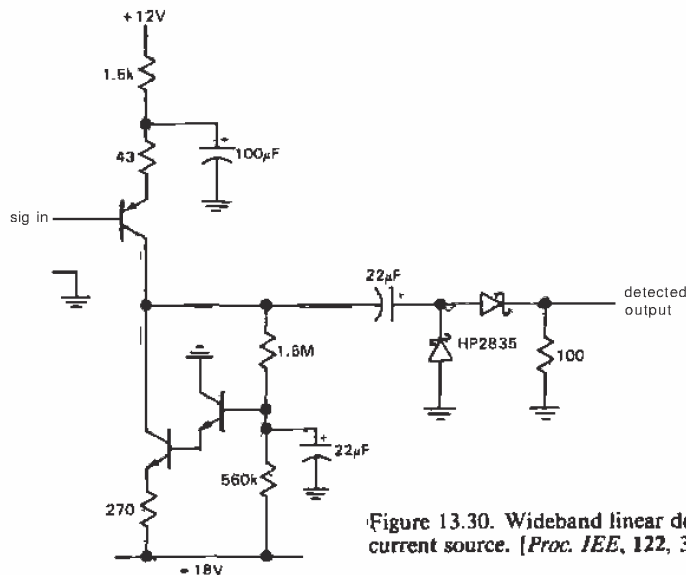 +12V
1.5k
43
100μF
sig in
22μF
detected
output
HP2835
100
1.5M
22μF
560k
270
-18V
Figure 13.30. Wideband linear de
current source. [Proc. IEE, 122, 3